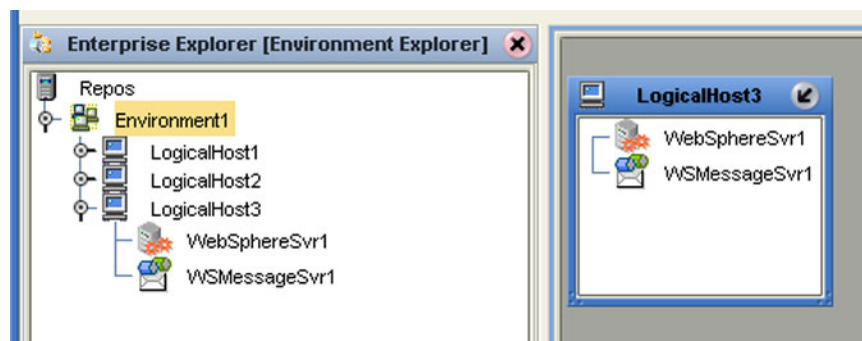 Enterprise Explorer [Environment Explorer]
Repos
Environment1
LogicalHost1
LogicalHost2
LogicalHost3
WebSphereSvr1
WSMessageSvr1
LogicalHost3
WebSphereSvr1
WSMessageSvr1